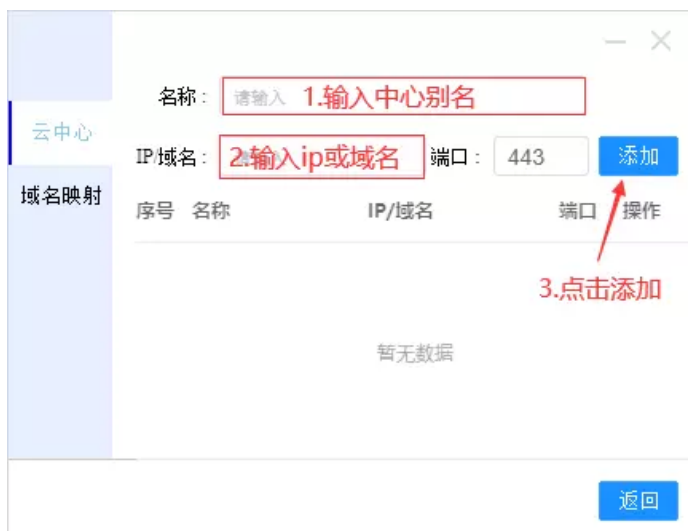 名称： 请输入 1.输入中心别名
云中心
IP/域名： 2.输入ip或域名 端口： 443 添加
域名映射
序号 名称 IP/域名 端口 操作
3.点击添加
暂无数据
返回